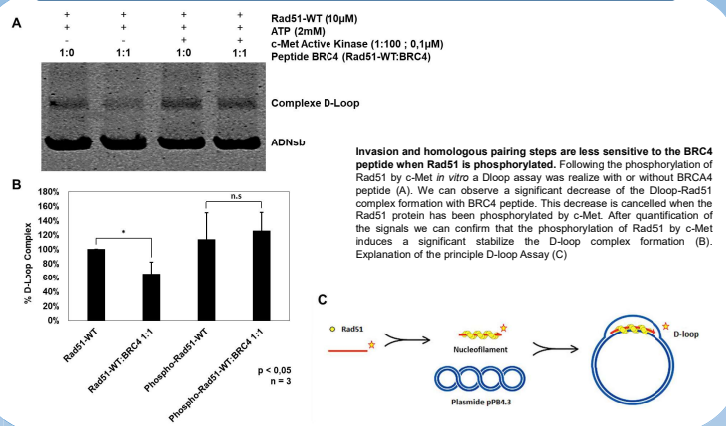 A
+ + + + Rad51-WT (10µM)
+ + + + ATP (2mM)
- - + + c-Met Active Kinase (1:100 ; 0,1µM)
1:0 1:1 1:0 1:1 Peptide BRC4 (Rad51-WT:BRC4)
Complexe D-Loop
ADNsb
Invasion and homologous pairing steps are less sensitive to the BRC4
peptide when Rad51 is phosphorylated. Following the phosphorylation of
Rad51 by c-Met in vitro a Dloop assay was realize with or without BRCA4
peptide (A). We can observe a significant decrease of the Dloop-Rad51
complex formation with BRC4 peptide. This decrease is cancelled when the
Rad51 protein has been phosphorylated by c-Met. After quantification of
the signals we can confirm that the phosphorylation of Rad51 by c-Met
induces a significant stabilize the D-loop complex formation (B).
Explanation of the principle D-loop Assay (C)
B
% D-Loop Complex
180%
160%
140%
120%
100%
80%
60%
40%
20%
0%
*
n.s
Rad51-WT
Rad51-WT:BRC4 1:1
Phospho-Rad51-WT
Phospho-Rad51-WT:BRC4 1:1
p < 0,05
n = 3
C
Rad51
Nucleofilament
Plasmide pPB4.3
D-loop